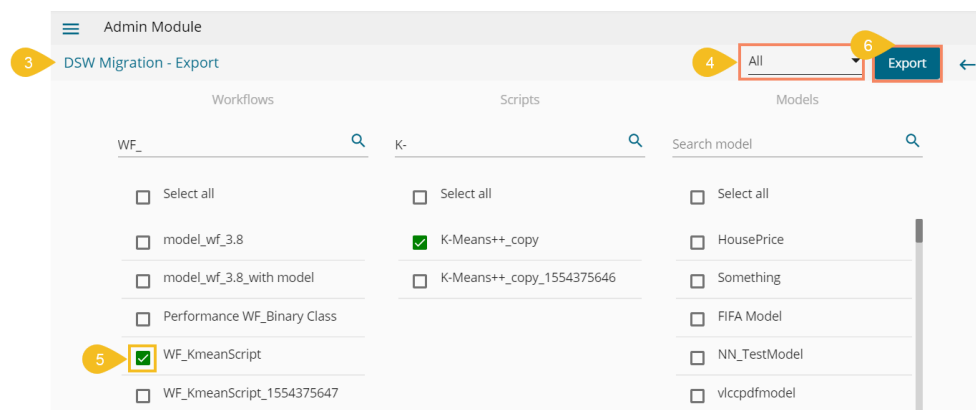 Admin Module
3
DSW Migration - Export
4
All
6
Export
Workflows
Scripts
Models
WF_
K-
Search model
Select all
Select all
Select all
model_wf_3.8
K-Means++_copy
HousePrice
model_wf_3.8_with model
K-Means++_copy_1554375646
Something
Performance WF_Binary Class
FIFA Model
5
WF_KmeanScript
NN_TestModel
WF_KmeanScript_1554375647
vlccpdfmodel